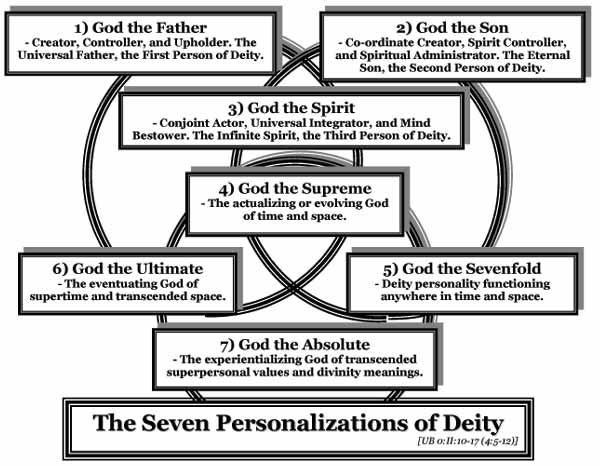 1) God the Father
- Creator, Controller, and Upholder. The
Universal Father, the First Person of Deity.
2) God the Son
- Co-ordinate Creator, Spirit Controller,
and Spiritual Administrator. The Eternal
Son, the Second Person of Deity.
3) God the Spirit
- Conjoint Actor, Universal Integrator, and Mind
Bestower. The Infinite Spirit, the Third Person of Deity.
4) God the Supreme
- The actualizing or evolving God
of time and space.
6) God the Ultimate
- The eventuating God of
supertime and transcended space.
5) God the Sevenfold
- Deity personality functioning
anywhere in time and space.
7) God the Absolute
- The experientializing God of transcended
superpersonal values and divinity meanings.
The Seven Personalizations of Deity
[UB 0:II:10-17 (4:5-12)]